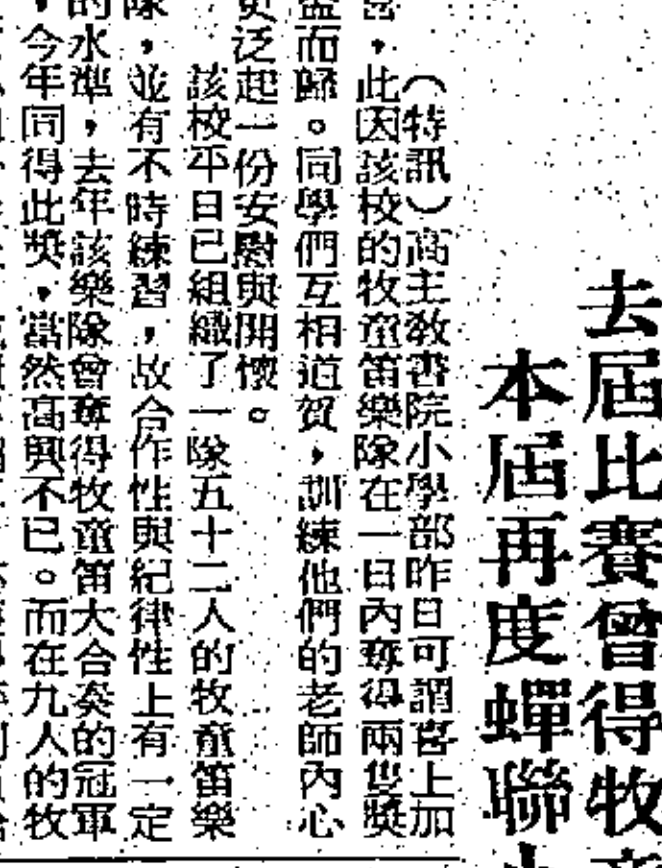 去屆比賽曾得牧童
本屆再度蟬聯
（特訊）高主教書院小學部昨日可謂喜上加
喜，此因該校的牧童笛樂隊在一日內奪得兩隻獎
盃而歸。同學們互相道賀，訓練他們的老師內心
更泛起一份安慰與開懷。
該校平日已組織了一隊五十二人的牧童笛樂
隊，並有不時練習，故合作性與紀律性上有一定
的水準，去年該樂隊曾奪得牧童笛大合奏的冠軍
，今年同得此獎，當然高興不已。而在九人的牧